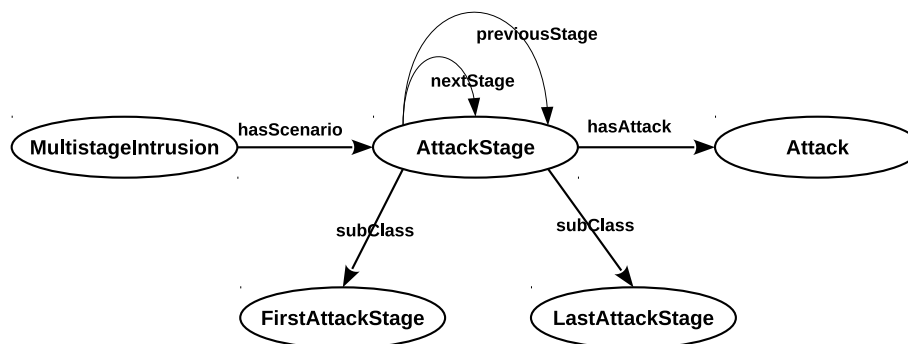 previousStage
nextStage
hasScenario
hasAttack
MultistageIntrusion
AttackStage
Attack
subClass
subClass
FirstAttackStage
LastAttackStage